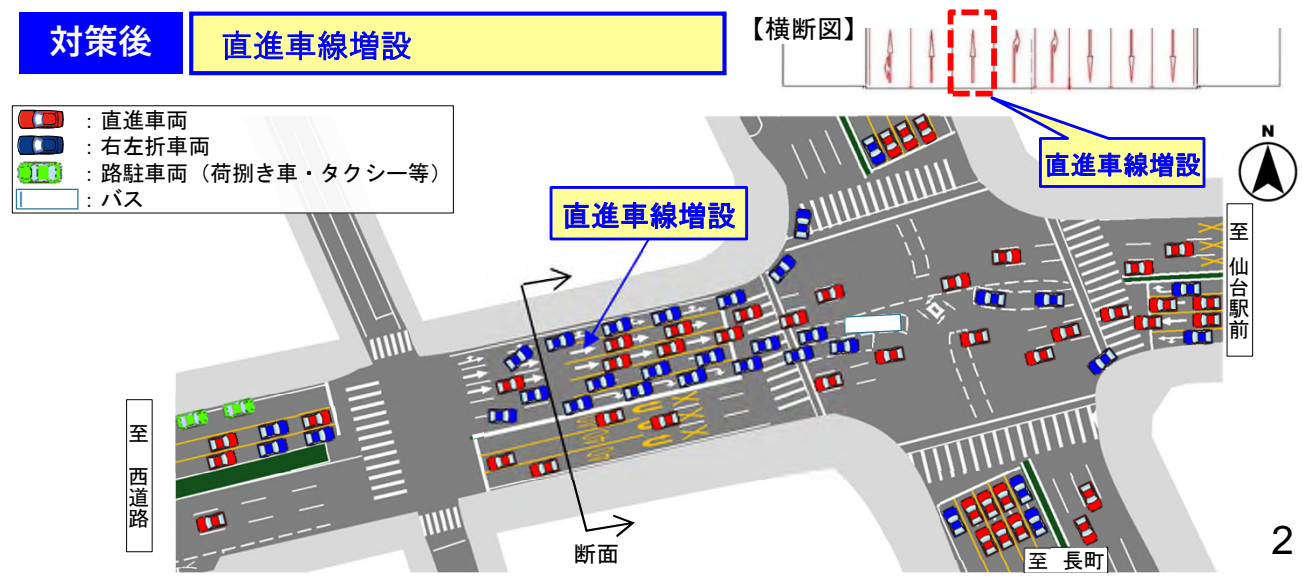 対策後
直進車線増設
【横断図】
直進車線増設
N
:直進車両
:右左折車両
:路駐車両(荷捌き車・タクシー等)
:バス
直進車線増設
至 仙台駅前
至 西道路
断面
至 長町
2